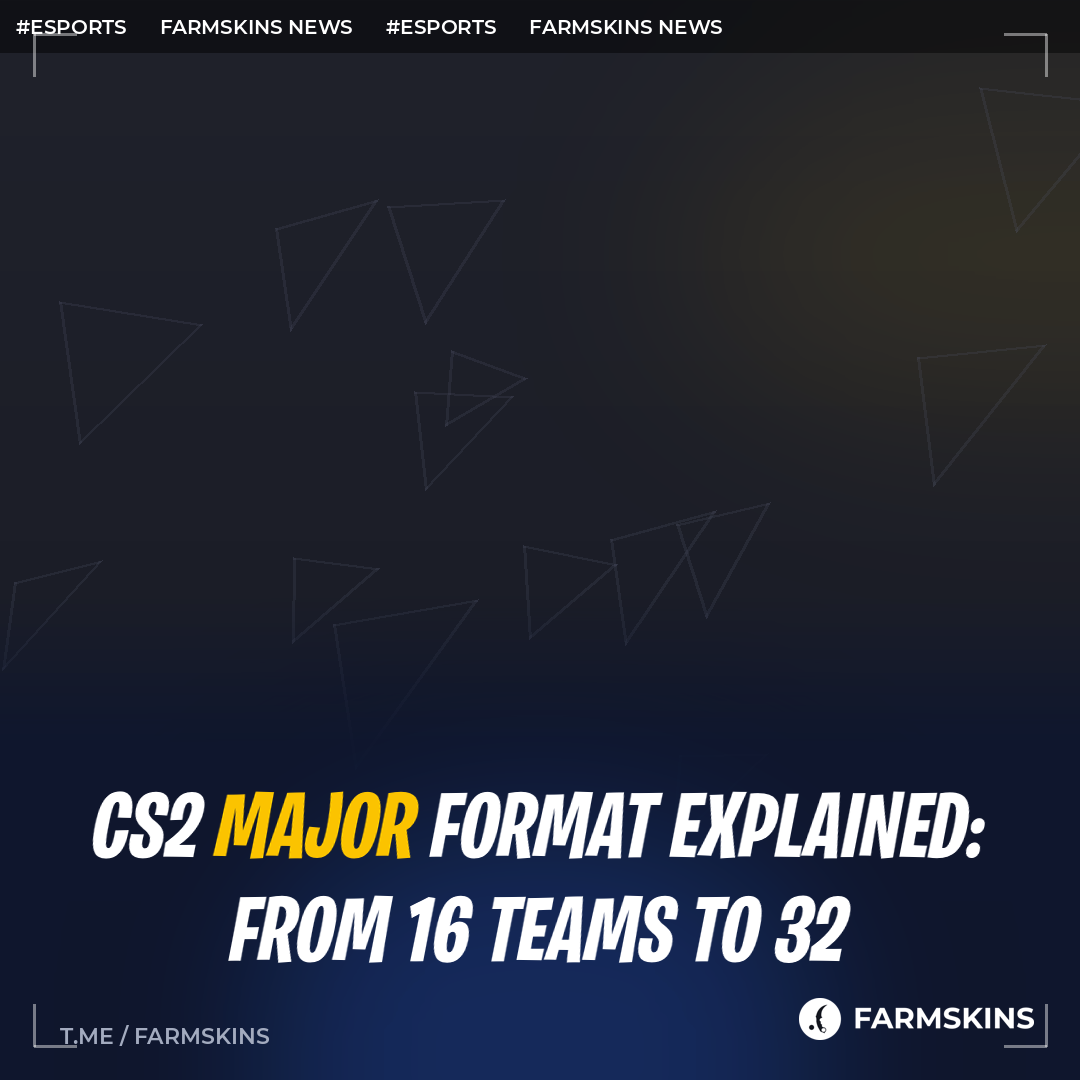 #ESPORTS FARMSKINS NEWS #ESPORTS FARMSKINS NEWS
CS2 MAJOR FORMAT EXPLAINED:
FROM 16 TEAMS TO 32
T.ME / FARMSKINS
FARMSKINS